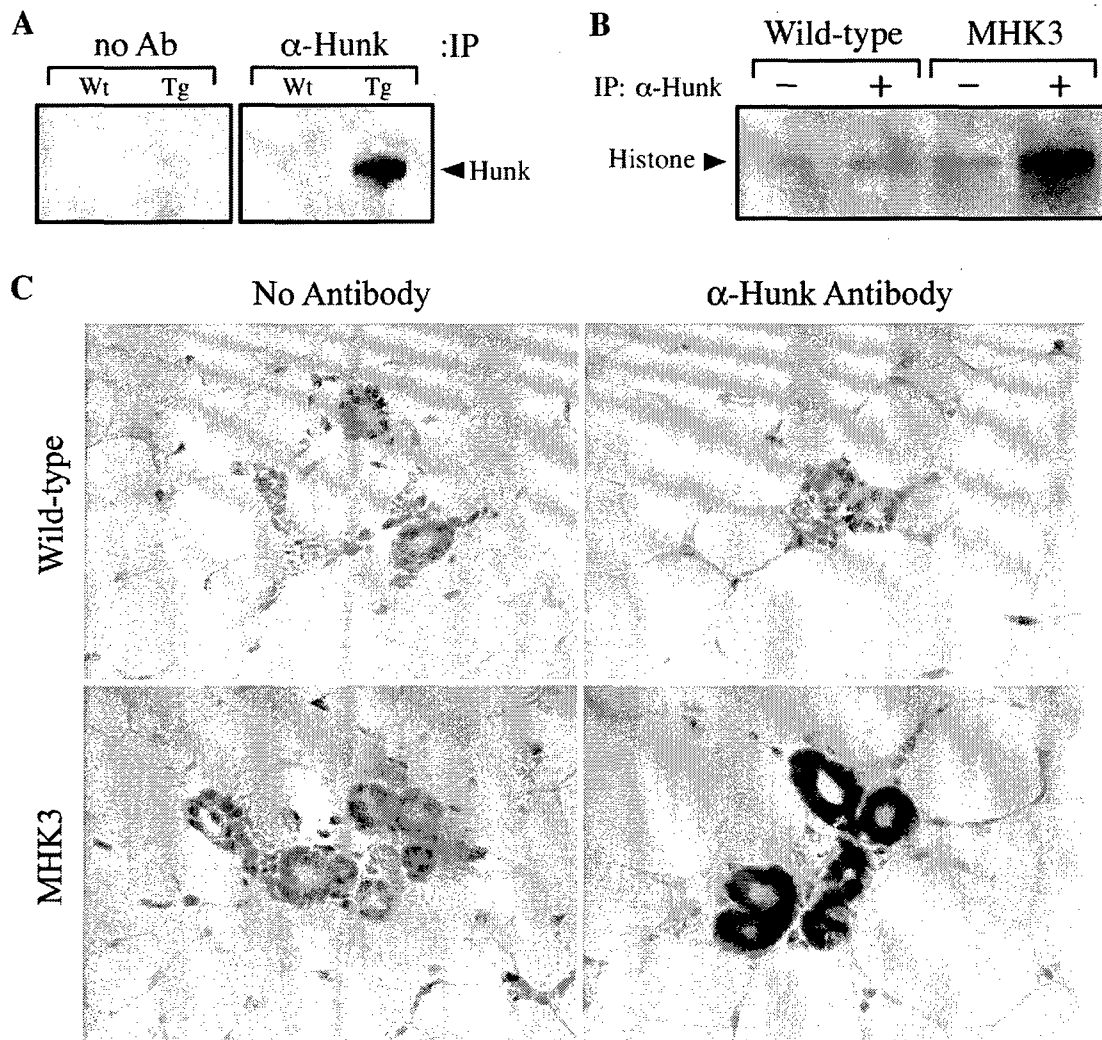 A
no Ab α-Hunk :IP
Wt Tg Wt Tg
◄Hunk
B
Wild-type MHK3
IP: α-Hunk − + − +
Histone ►
C
No Antibody α-Hunk Antibody
Wild-type
MHK3